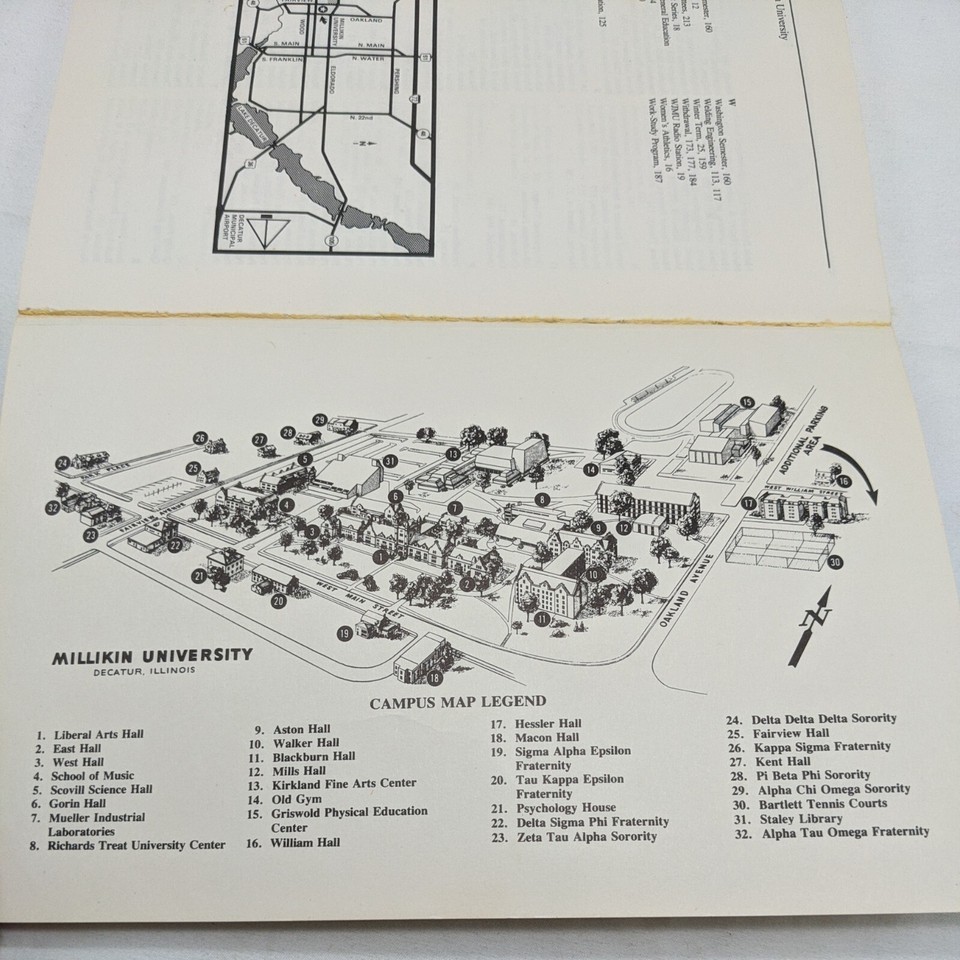 OAKLAND
WOOD
MILLIKIN
UNIVERSITY
S. MAIN
N. MAIN
S. FRANKLIN
N. WATER
ELDORADO
PERSHING
N. 22nd
LAKE DECATUR
N
DECATUR
MUNICIPAL
AIRPORT
University
W
Washington Semester, 160
Welding Engineering, 113, 117
Winter Term, 25, 159
Withdrawal, 173, 177, 184
WJMU Radio Station, 19
Women's Athletics, 16
Work-Study Program, 187
MILLIKIN UNIVERSITY
DECATUR, ILLINOIS
WEST MAIN STREET
OAKLAND AVENUE
WEST WILLIAM STREET
ADDITIONAL PARKING
AREA
FAIRVIEW AVENUE
N
CAMPUS MAP LEGEND
1. Liberal Arts Hall
2. East Hall
3. West Hall
4. School of Music
5. Scovill Science Hall
6. Gorin Hall
7. Mueller Industrial
Laboratories
8. Richards Treat University Center
9. Aston Hall
10. Walker Hall
11. Blackburn Hall
12. Mills Hall
13. Kirkland Fine Arts Center
14. Old Gym
15. Griswold Physical Education
Center
16. William Hall
17. Hessler Hall
18. Macon Hall
19. Sigma Alpha Epsilon
Fraternity
20. Tau Kappa Epsilon
Fraternity
21. Psychology House
22. Delta Sigma Phi Fraternity
23. Zeta Tau Alpha Sorority
24. Delta Delta Delta Sorority
25. Fairview Hall
26. Kappa Sigma Fraternity
27. Kent Hall
28. Pi Beta Phi Sorority
29. Alpha Chi Omega Sorority
30. Bartlett Tennis Courts
31. Staley Library
32. Alpha Tau Omega Fraternity